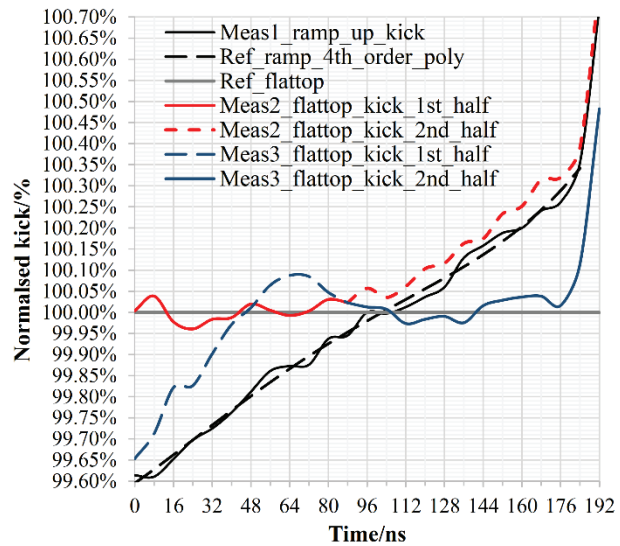 100.70%
100.65%
100.60%
100.55%
100.50%
100.45%
100.40%
100.35%
100.30%
100.25%
100.20%
100.15%
100.10%
100.05%
100.00%
99.95%
99.90%
99.85%
99.80%
99.75%
99.70%
99.65%
99.60%
Normalsed kick/%
Meas1_ramp_up_kick
Ref_ramp_4th_order_poly
Ref_flattop
Meas2_flattop_kick_1st_half
Meas2_flattop_kick_2nd_half
Meas3_flattop_kick_1st_half
Meas3_flattop_kick_2nd_half
0 16 32 48 64 80 96 112 128 144 160 176 192
Time/ns